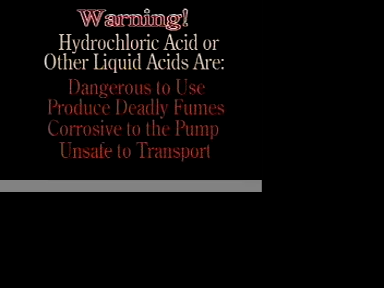 Warning!
Hydrochloric Acid or
Other Liquid Acids Are:
Dangerous to Use
Produce Deadly Fumes
Corrosive to the Pump
Unsafe to Transport